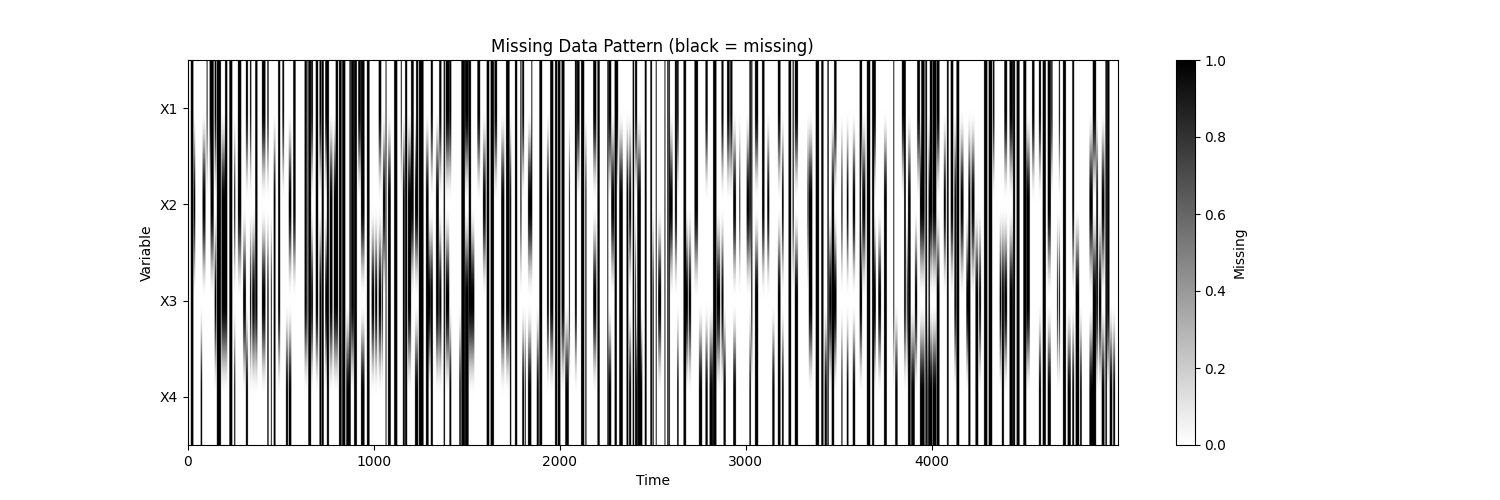 Missing Data Pattern (black = missing)
X1
X2
X3
X4
Variable
0
1000
2000
3000
4000
Time
1.0
0.8
0.6
0.4
0.2
0.0
Missing